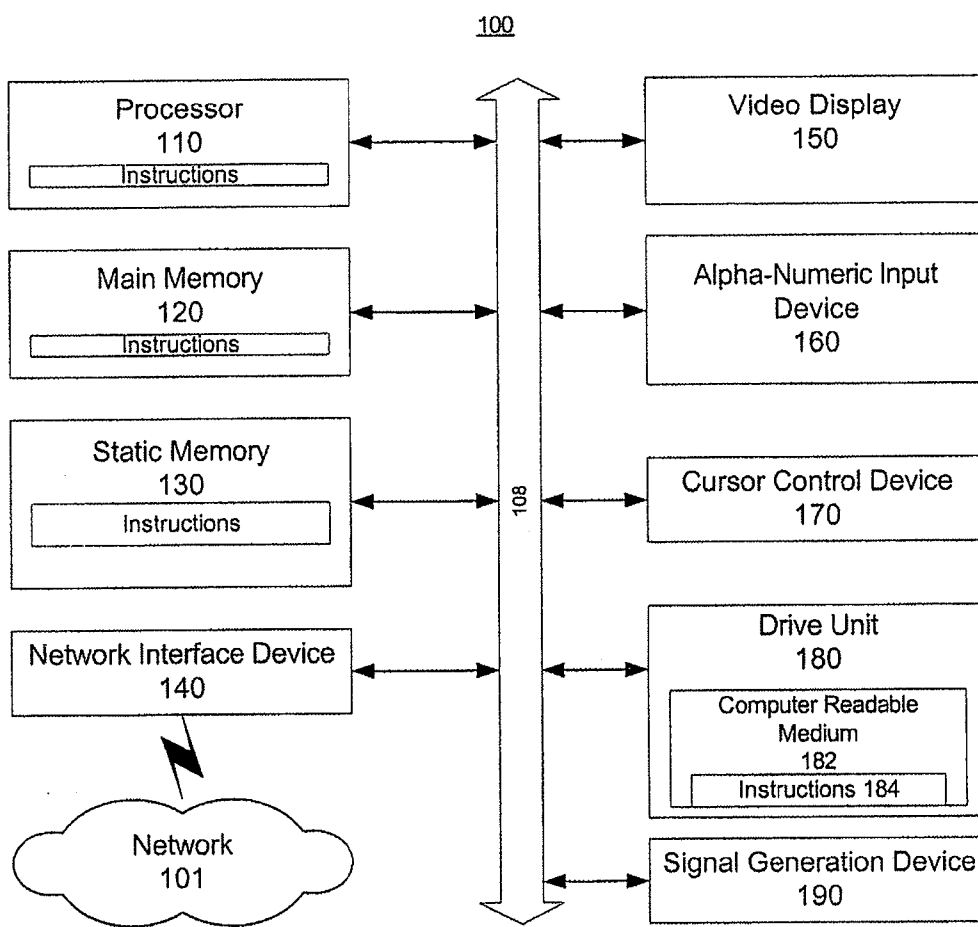 100
Processor
110
Instructions
Main Memory
120
Instructions
Static Memory
130
Instructions
Network Interface Device
140
Network
101
108
Video Display
150
Alpha-Numeric Input
Device
160
Cursor Control Device
170
Drive Unit
180
Computer Readable
Medium
182
Instructions 184
Signal Generation Device
190